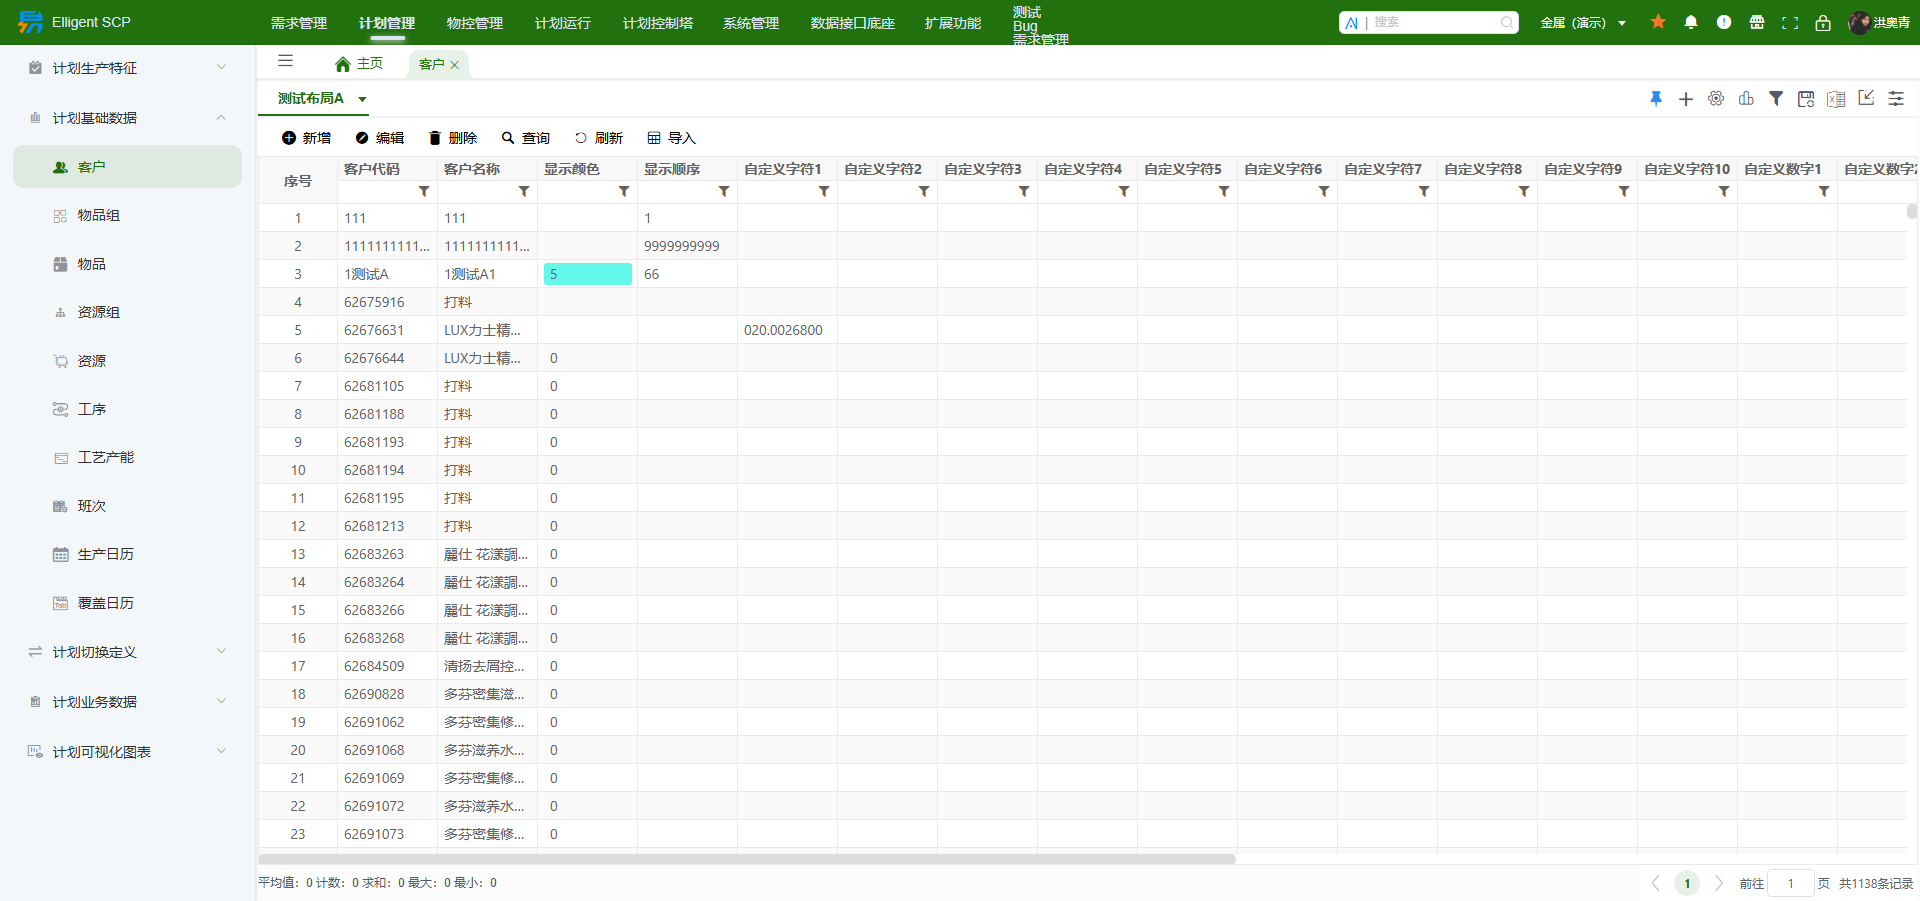 Elligent SCP
需求管理 计划管理 物控管理 计划运行 计划控制塔 系统管理 数据接口底座 扩展功能 测试
Bug
需求管理
AI | 搜索
金属（演示）
洪奥青
计划生产特征
计划基础数据
客户
物品组
物品
资源组
资源
工序
工艺产能
班次
生产日历
覆盖日历
计划切换定义
计划业务数据
计划可视化图表
主页 客户
测试布局A
新增 编辑 删除 查询 刷新 导入
序号 客户代码 客户名称 显示颜色 显示顺序 自定义字符1 自定义字符2 自定义字符3 自定义字符4 自定义字符5 自定义字符6 自定义字符7 自定义字符8 自定义字符9 自定义字符10 自定义数字1 自定义数字2
1 111 111 1
2 1111111111... 1111111111... 9999999999
3 1测试A 1测试A1 5 66
4 62675916 打料
5 62676631 LUX力士精... 020.0026800
6 62676644 LUX力士精... 0
7 62681105 打料 0
8 62681188 打料 0
9 62681193 打料 0
10 62681194 打料 0
11 62681195 打料 0
12 62681213 打料 0
13 62683263 麗仕 花漾調... 0
14 62683264 麗仕 花漾調... 0
15 62683266 麗仕 花漾調... 0
16 62683268 麗仕 花漾調... 0
17 62684509 清扬去屑控... 0
18 62690828 多芬密集滋... 0
19 62691062 多芬密集修... 0
20 62691068 多芬滋养水... 0
21 62691069 多芬密集修... 0
22 62691072 多芬滋养水... 0
23 62691073 多芬密集修... 0
平均值：0 计数：0 求和：0 最大：0 最小：0
1 前往 1 页 共1138条记录